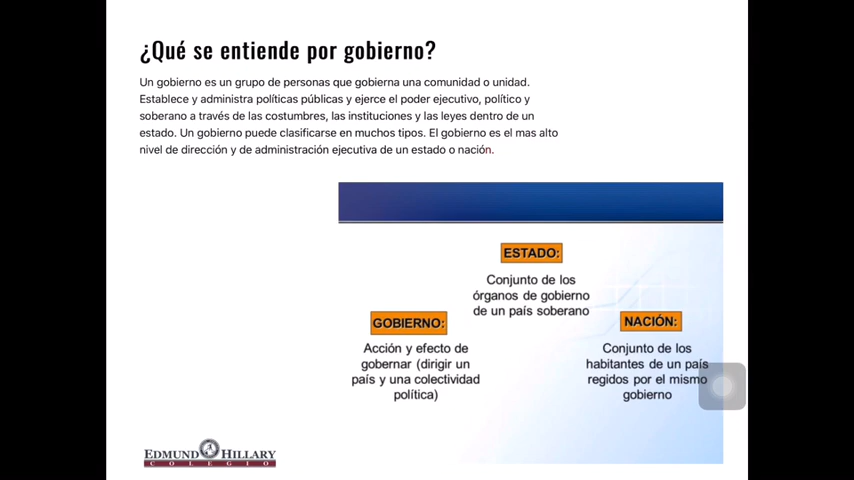 ¿Qué se entiende por gobierno?
Un gobierno es un grupo de personas que gobierna una comunidad o unidad.
Establece y administra políticas públicas y ejerce el poder ejecutivo, político y
soberano a través de las costumbres, las instituciones y las leyes dentro de un
estado. Un gobierno puede clasificarse en muchos tipos. El gobierno es el mas alto
nivel de dirección y de administración ejecutiva de un estado o nación.
ESTADO:
Conjunto de los
órganos de gobierno
de un país soberano
GOBIERNO:
Acción y efecto de
gobernar (dirigir un
país y una colectividad
política)
NACIÓN:
Conjunto de los
habitantes de un país
regidos por el mismo
gobierno
EDMUND HILLARY
COLEGIO